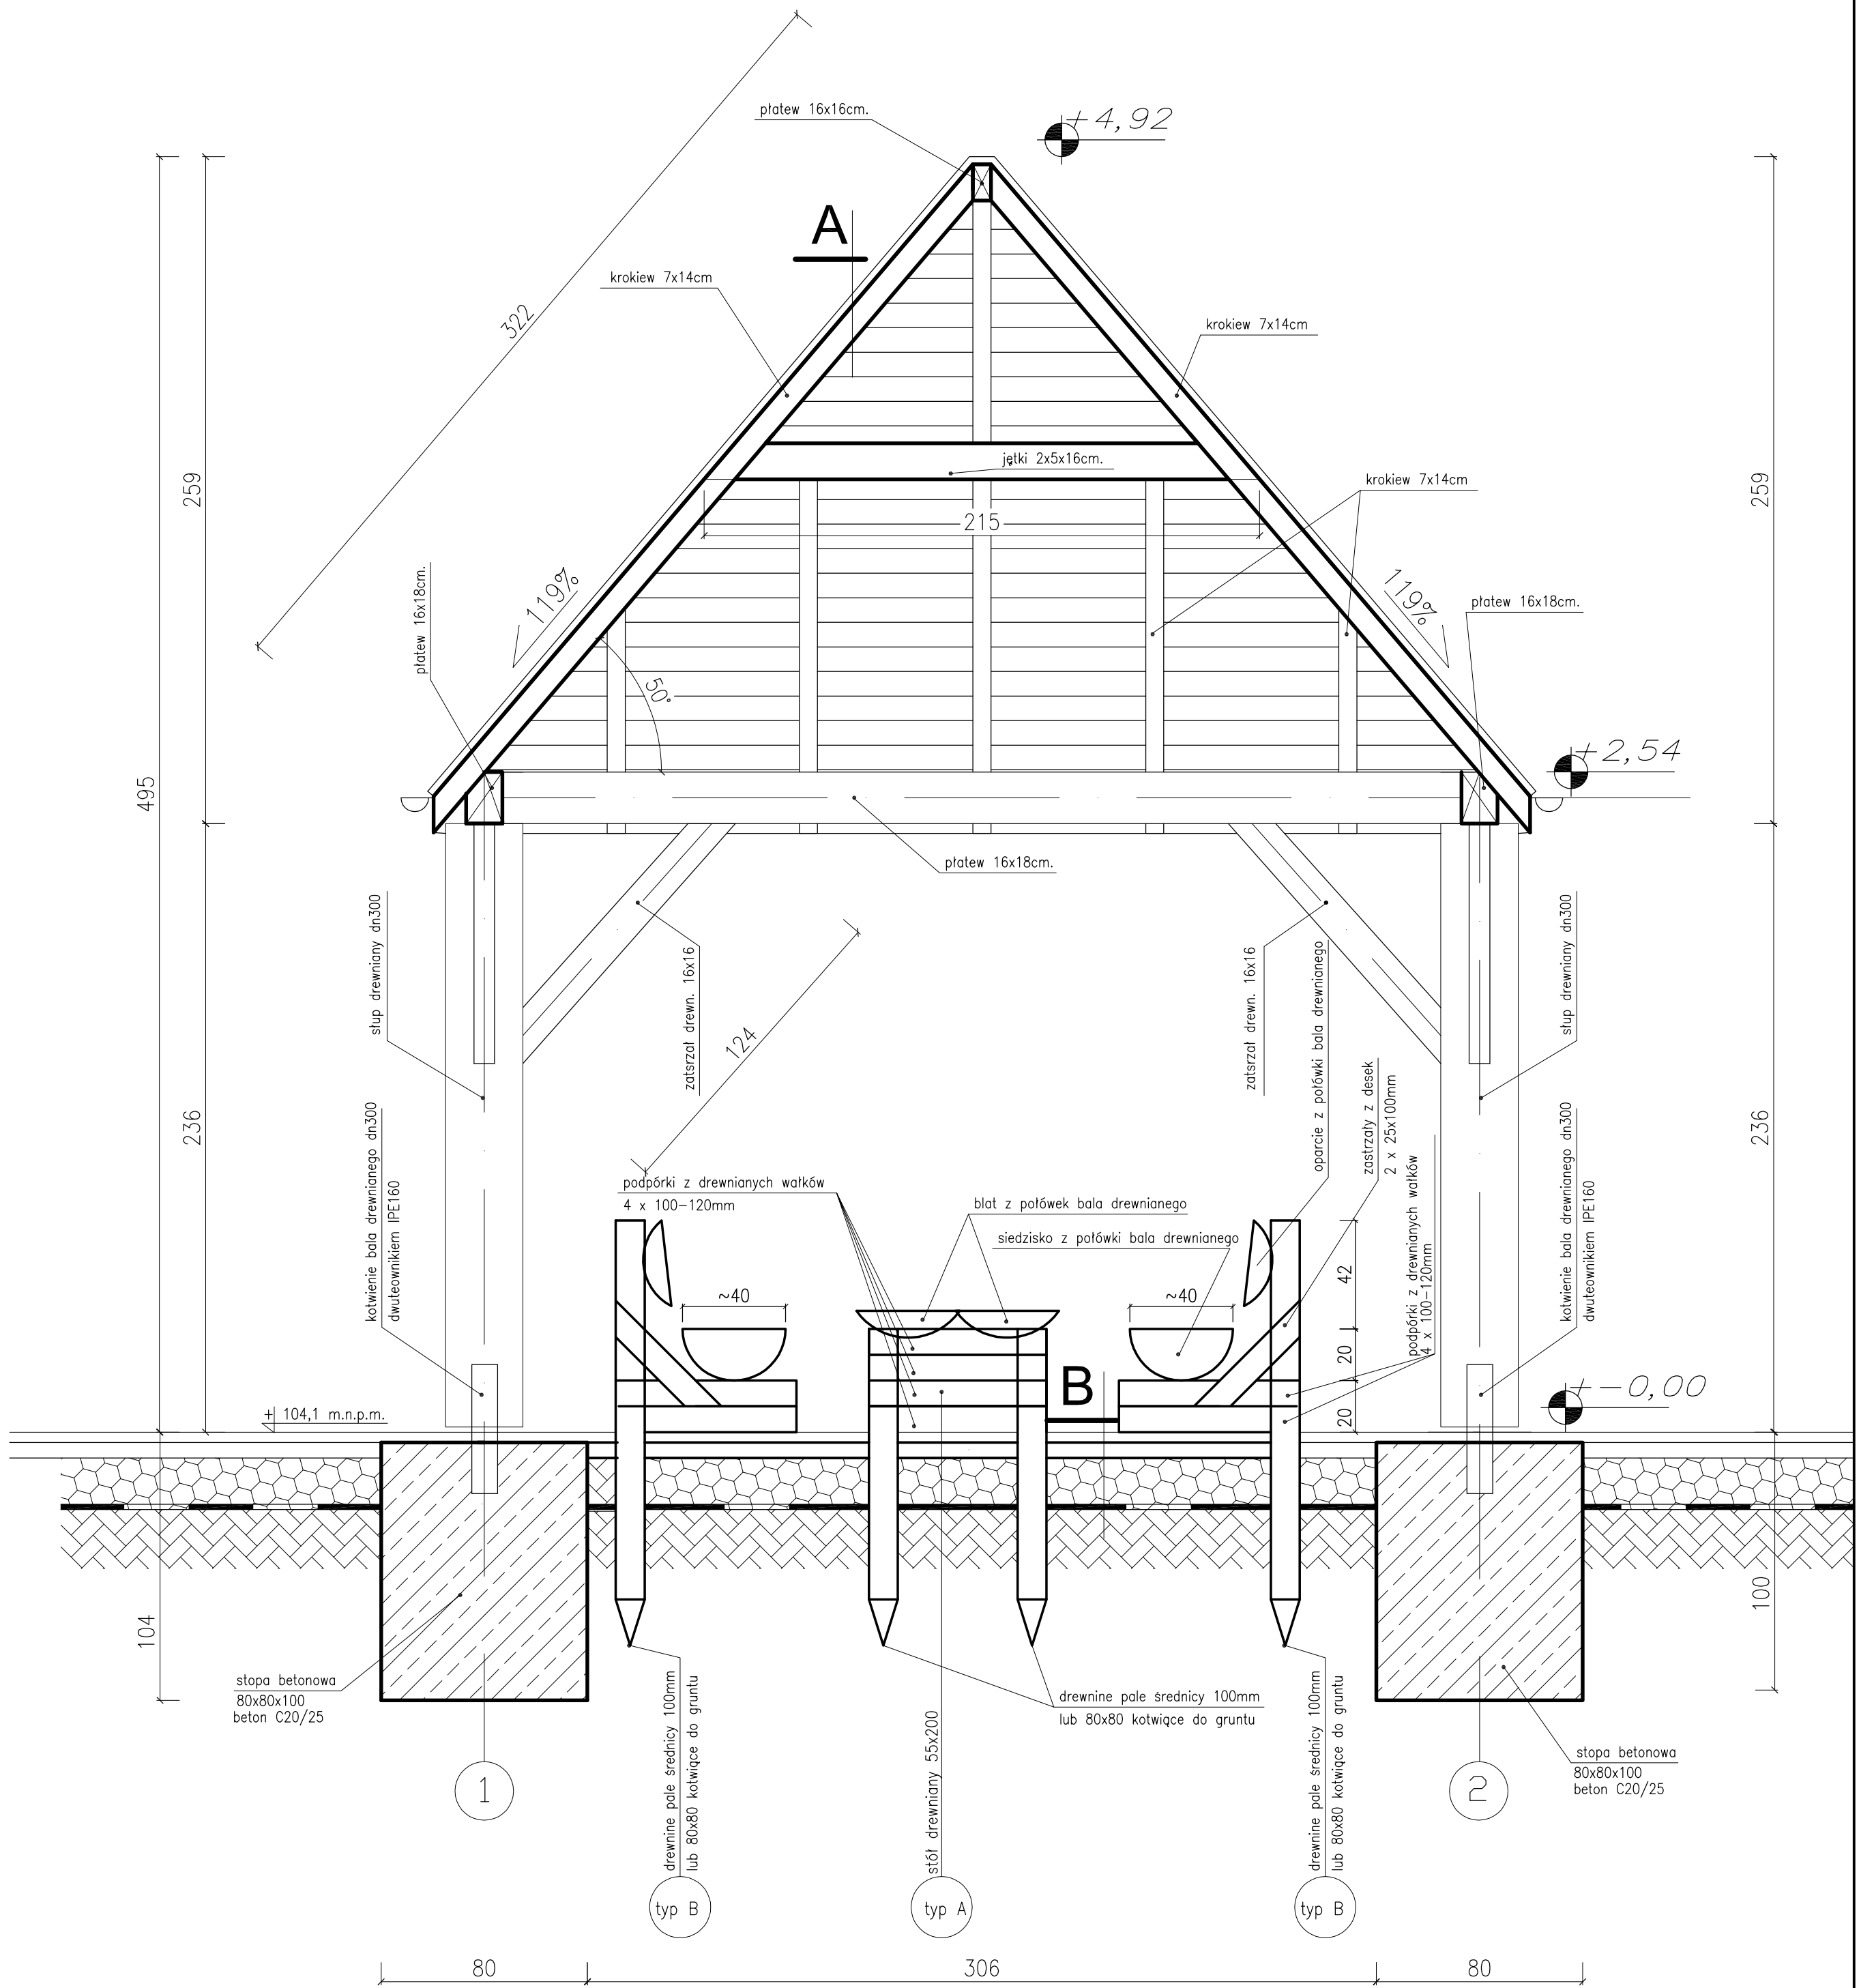 płatew 16x16cm.
+4,92
A
krokiew 7x14cm
322
krokiew 7x14cm
jętki 2x5x16cm.
krokiew 7x14cm
259
259
215
płatew 16x18cm.
119%
119%
płatew 16x18cm.
50°
+2,54
495
płatew 16x18cm.
słup drewniany dn300
zatsrzał drewn. 16x16
124
zatsrzał drewn. 16x16
oparcie z połówki bala drewnianego
słup drewniany dn300
236
236
kotwienie bala drewnianego dn300
dwuteownikiem IPE160
zastrzały z desek
2 x 25x100mm
podpórki z drewnianych wałków
4 x 100-120mm
kotwienie bala drewnianego dn300
dwuteownikiem IPE160
podpórki z drewnianych wałków
4 x 100-120mm
blat z połówek bala drewnianego
siedzisko z połówki bala drewnianego
~40
~40
42
20
20
B
+-0,00
+ 104,1 m.n.p.m.
104
100
stopa betonowa
80x80x100
beton C20/25
drewnine pale średnicy 100mm
lub 80x80 kotwiące do gruntu
stół drewniany 55x200
drewnine pale średnicy 100mm
lub 80x80 kotwiące do gruntu
drewnine pale średnicy 100mm
lub 80x80 kotwiące do gruntu
stopa betonowa
80x80x100
beton C20/25
1
2
typ B
typ A
typ B
80
306
80